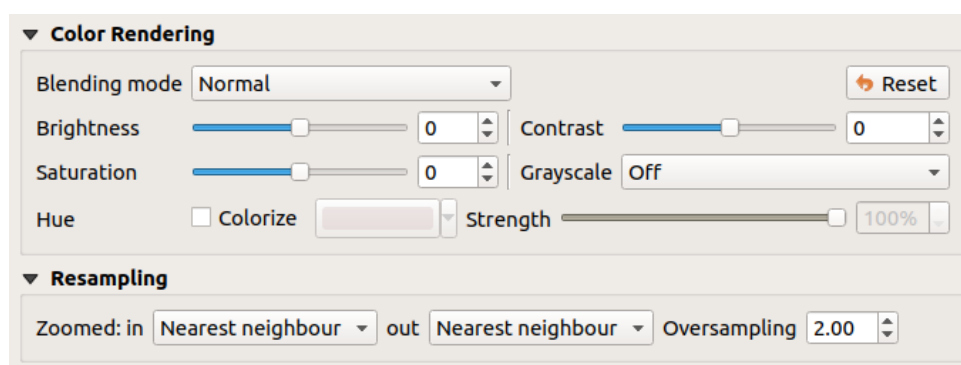 Color Rendering
Blending mode Normal Reset
Brightness 0 Contrast 0
Saturation 0 Grayscale Off
Hue Colorize Strength 100%
Resampling
Zoomed: in Nearest neighbour out Nearest neighbour Oversampling 2.00